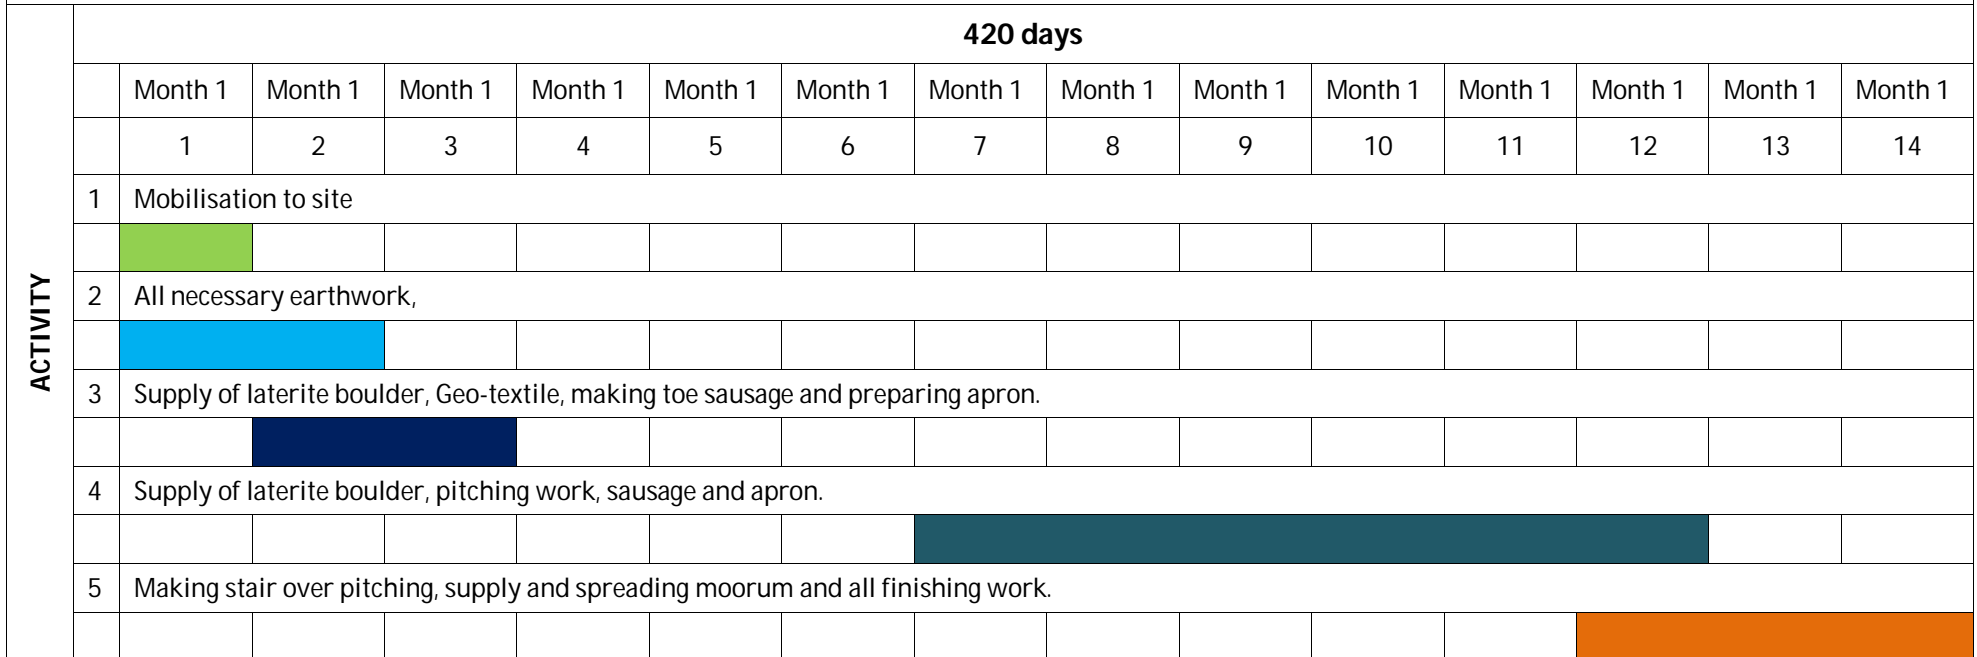 420 days
Month 1 Month 1 Month 1 Month 1 Month 1 Month 1 Month 1 Month 1 Month 1 Month 1 Month 1 Month 1 Month 1 Month 1
1 2 3 4 5 6 7 8 9 10 11 12 13 14
ACTIVITY
1 Mobilisation to site
2 All necessary earthwork,
3 Supply of laterite boulder, Geo-textile, making toe sausage and preparing apron.
4 Supply of laterite boulder, pitching work, sausage and apron.
5 Making stair over pitching, supply and spreading moorum and all finishing work.